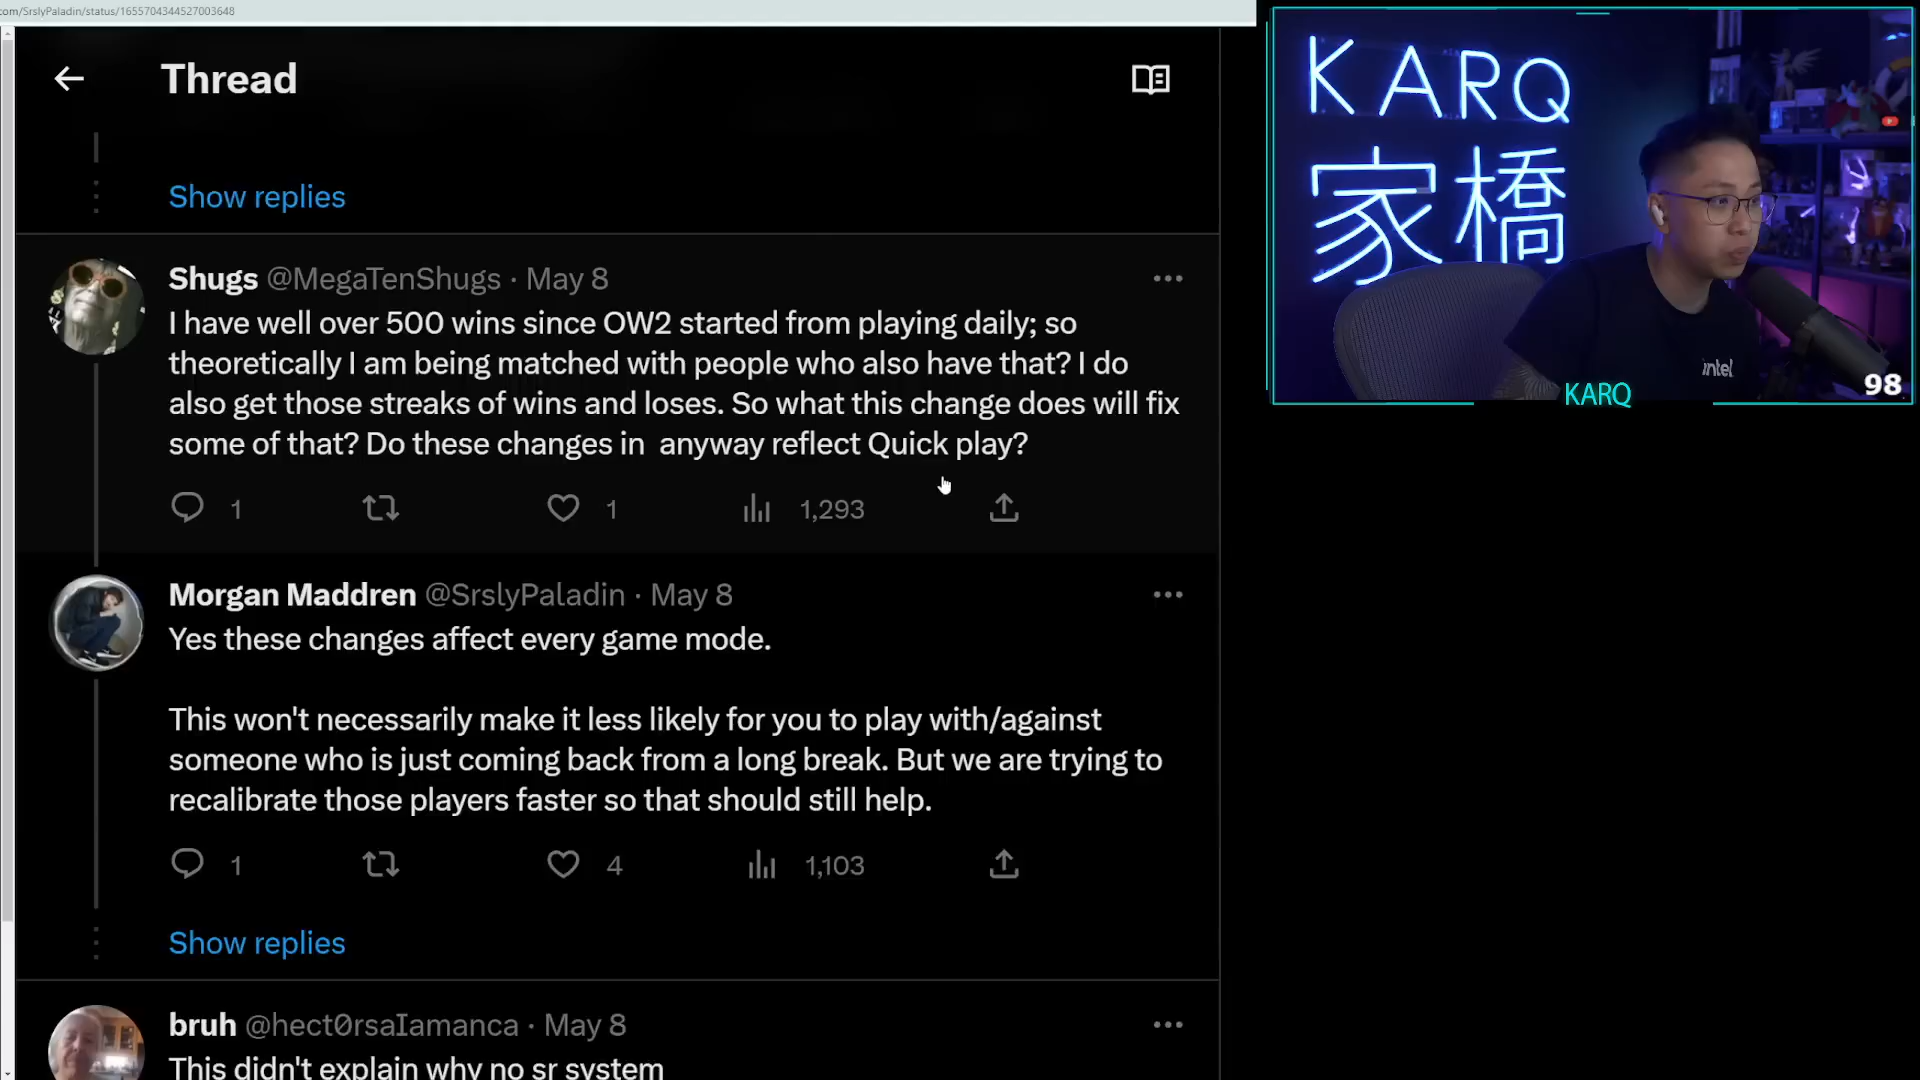 com/SrslyPaladin/status/1655704344527003648
Thread
Show replies
Shugs @MegaTenShugs · May 8
I have well over 500 wins since OW2 started from playing daily; so
theoretically I am being matched with people who also have that? I do
also get those streaks of wins and loses. So what this change does will fix
some of that? Do these changes in anyway reflect Quick play?
1 1 1,293
Morgan Maddren @SrslyPaladin · May 8
Yes these changes affect every game mode.
This won't necessarily make it less likely for you to play with/against
someone who is just coming back from a long break. But we are trying to
recalibrate those players faster so that should still help.
1 4 1,103
Show replies
bruh @hect0rsaIamanca · May 8
This didn't explain why no sr system
KARQ
家橋
intel
98
KARQ